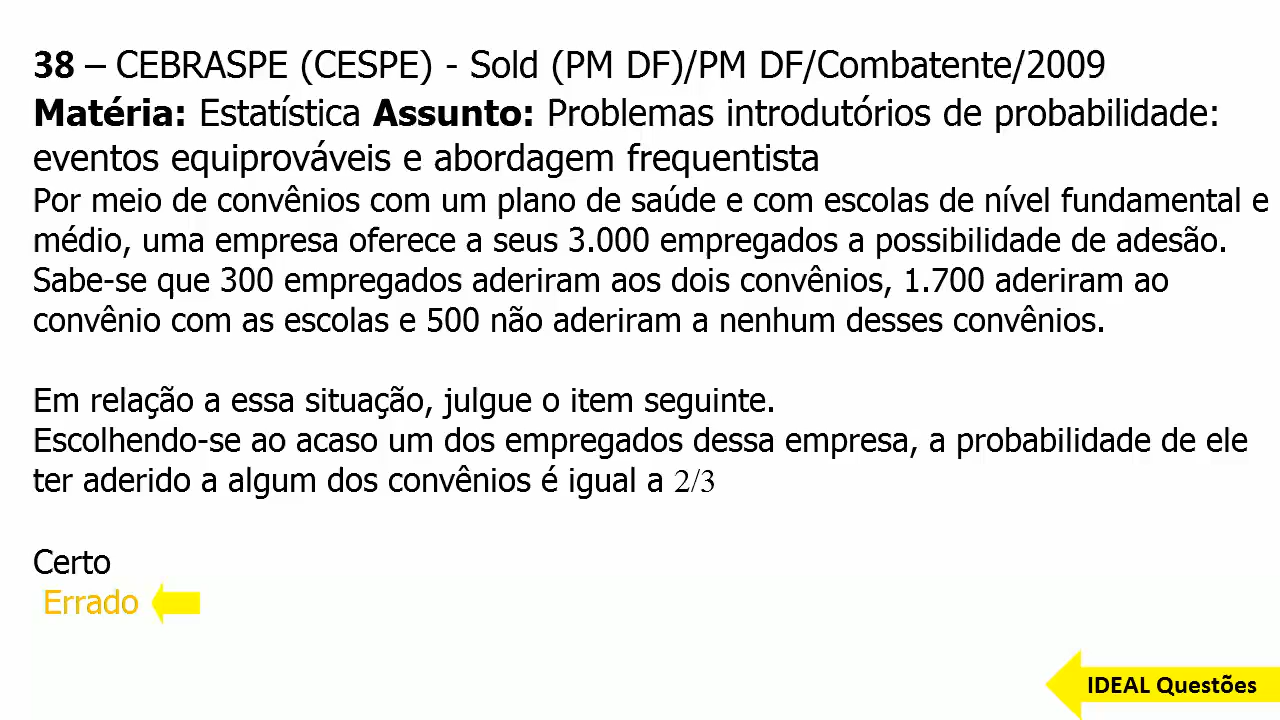 38 – CEBRASPE (CESPE) - Sold (PM DF)/PM DF/Combatente/2009
Matéria: Estatística Assunto: Problemas introdutórios de probabilidade:
eventos equiprováveis e abordagem frequentista
Por meio de convênios com um plano de saúde e com escolas de nível fundamental e
médio, uma empresa oferece a seus 3.000 empregados a possibilidade de adesão.
Sabe-se que 300 empregados aderiram aos dois convênios, 1.700 aderiram ao
convênio com as escolas e 500 não aderiram a nenhum desses convênios.
Em relação a essa situação, julgue o item seguinte.
Escolhendo-se ao acaso um dos empregados dessa empresa, a probabilidade de ele
ter aderido a algum dos convênios é igual a 2/3
Certo
Errado
IDEAL Questões